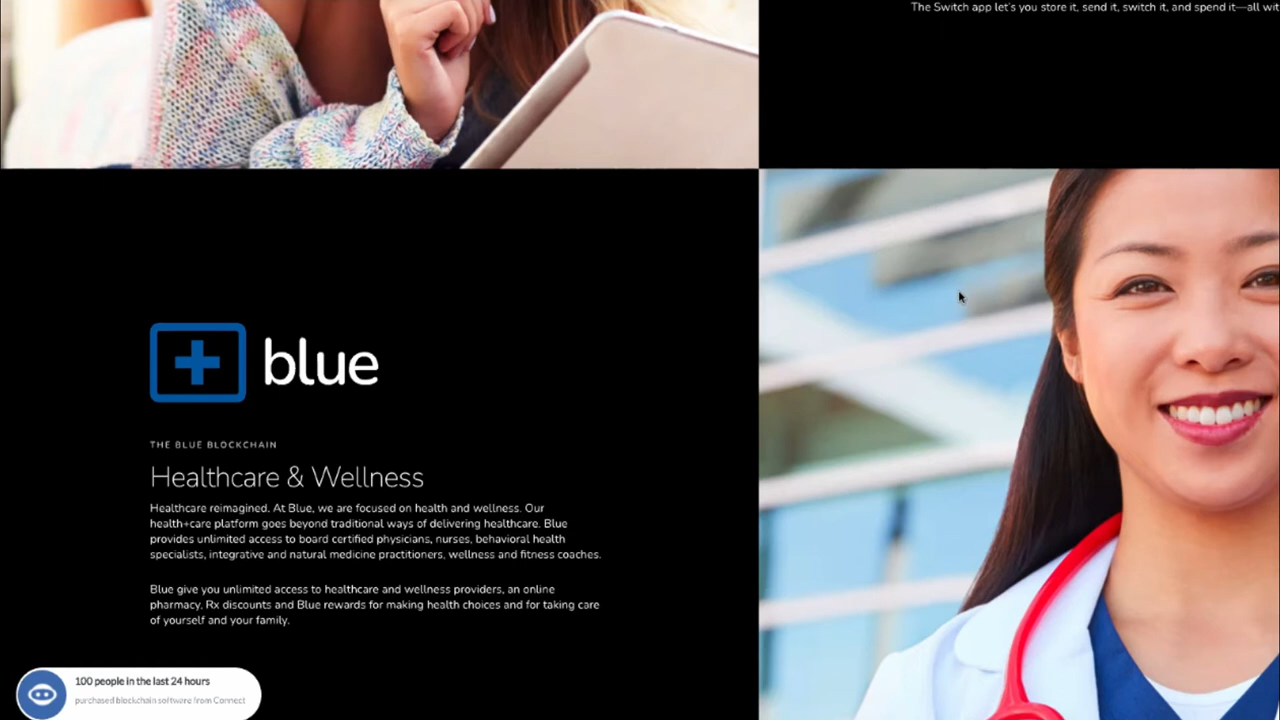 The Switch app let's you store it, send it, switch it, and spend it—all wit
blue
THE BLUE BLOCKCHAIN
Healthcare & Wellness
Healthcare reimagined. At Blue, we are focused on health and wellness. Our
health+care platform goes beyond traditional ways of delivering healthcare. Blue
provides unlimited access to board certified physicians, nurses, behavioral health
specialists, integrative and natural medicine practitioners, wellness and fitness coaches.
Blue give you unlimited access to healthcare and wellness providers, an online
pharmacy, Rx discounts and Blue rewards for making health choices and for taking care
of yourself and your family.
100 people in the last 24 hours
purchased blockchain software from Connect